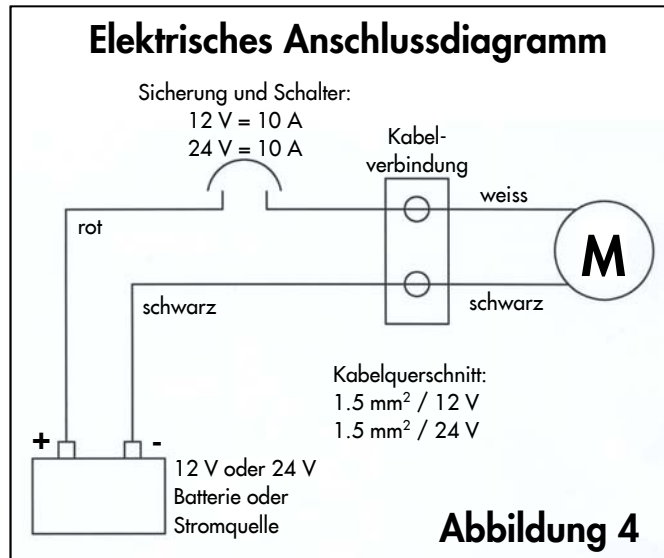 Elektrisches Anschlussdiagramm
Sicherung und Schalter:
12 V = 10 A
24 V = 10 A
Kabel-
verbindung
weiss
rot
M
schwarz
schwarz
Kabelquerschnitt:
1.5 mm² / 12 V
1.5 mm² / 24 V
+
-
12 V oder 24 V
Batterie oder
Stromquelle
Abbildung 4